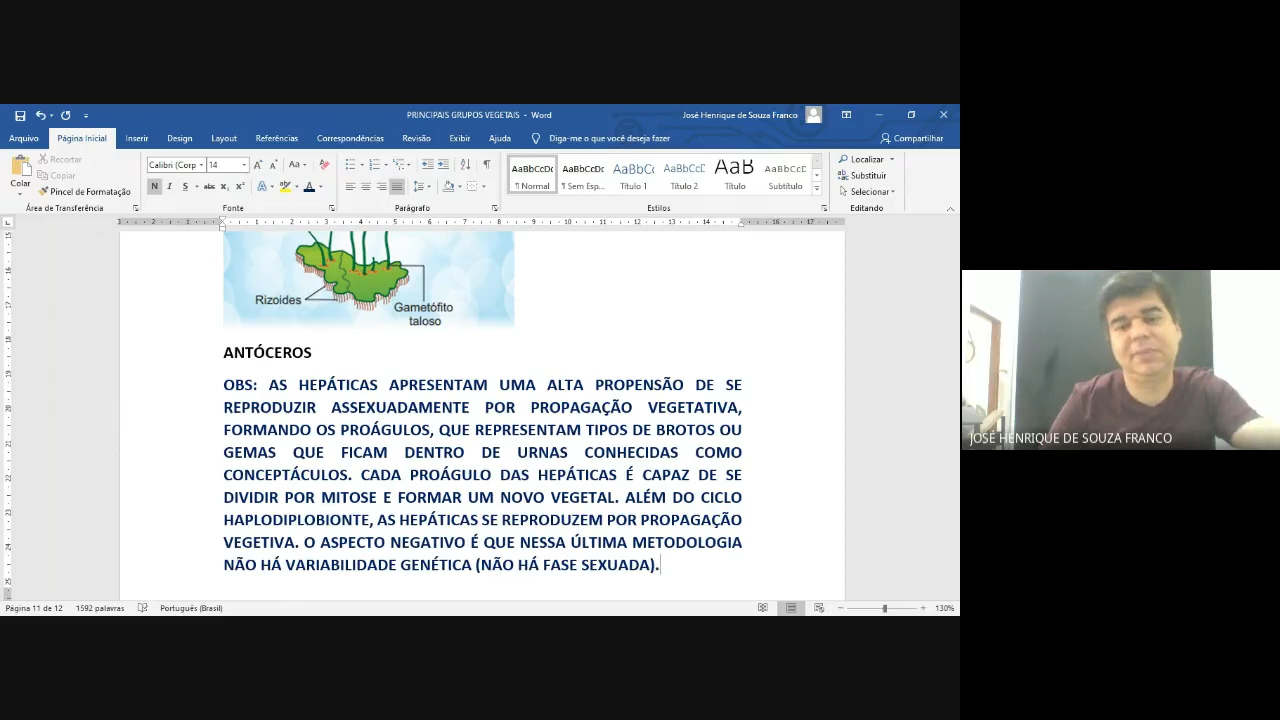 PRINCIPAIS GRUPOS VEGETAIS - Word
José Henrique de Souza Franco
Arquivo Página Inicial Inserir Design Layout Referências Correspondências Revisão Exibir Ajuda Diga-me o que você deseja fazer Compartilhar
Colar
Recortar
Copiar
Pincel de Formatação
Área de Transferência
Calibri (Corp 14
Fonte
Parágrafo
AaBbCcDc AaBbCcDc AaBbCc AaBbCcD AaB AaBbCcD
¶ Normal ¶ Sem Esp... Título 1 Título 2 Título Subtítulo
Estilos
Localizar
Substituir
Selecionar
Editando
Rizoides
Gametófito
taloso
ANTÓCEROS
OBS: AS HEPÁTICAS APRESENTAM UMA ALTA PROPENSÃO DE SE
REPRODUZIR ASSEXUADAMENTE POR PROPAGAÇÃO VEGETATIVA,
FORMANDO OS PROÁGULOS, QUE REPRESENTAM TIPOS DE BROTOS OU
GEMAS QUE FICAM DENTRO DE URNAS CONHECIDAS COMO
CONCEPTÁCULOS. CADA PROÁGULO DAS HEPÁTICAS É CAPAZ DE SE
DIVIDIR POR MITOSE E FORMAR UM NOVO VEGETAL. ALÉM DO CICLO
HAPLODIPLOBIONTE, AS HEPÁTICAS SE REPRODUZEM POR PROPAGAÇÃO
VEGETIVA. O ASPECTO NEGATIVO É QUE NESSA ÚLTIMA METODOLOGIA
NÃO HÁ VARIABILIDADE GENÉTICA (NÃO HÁ FASE SEXUADA).
Página 11 de 12 1592 palavras Português (Brasil) 130%
JOSÉ HENRIQUE DE SOUZA FRANCO